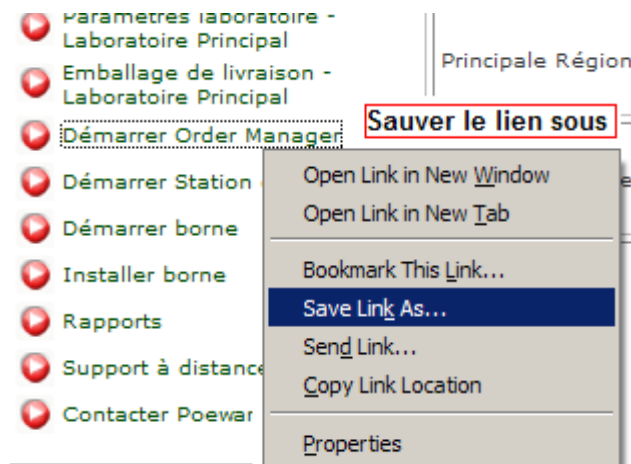 Paramètres laboratoire -
Laboratoire Principal
Emballage de livraison -
Laboratoire Principal
Démarrer Order Manager
Démarrer Station
Démarrer borne
Installer borne
Rapports
Support à distance
Contacter Poewar
Principale Région
Sauver le lien sous
Open Link in New Window
Open Link in New Tab
Bookmark This Link...
Save Link As...
Send Link...
Copy Link Location
Properties